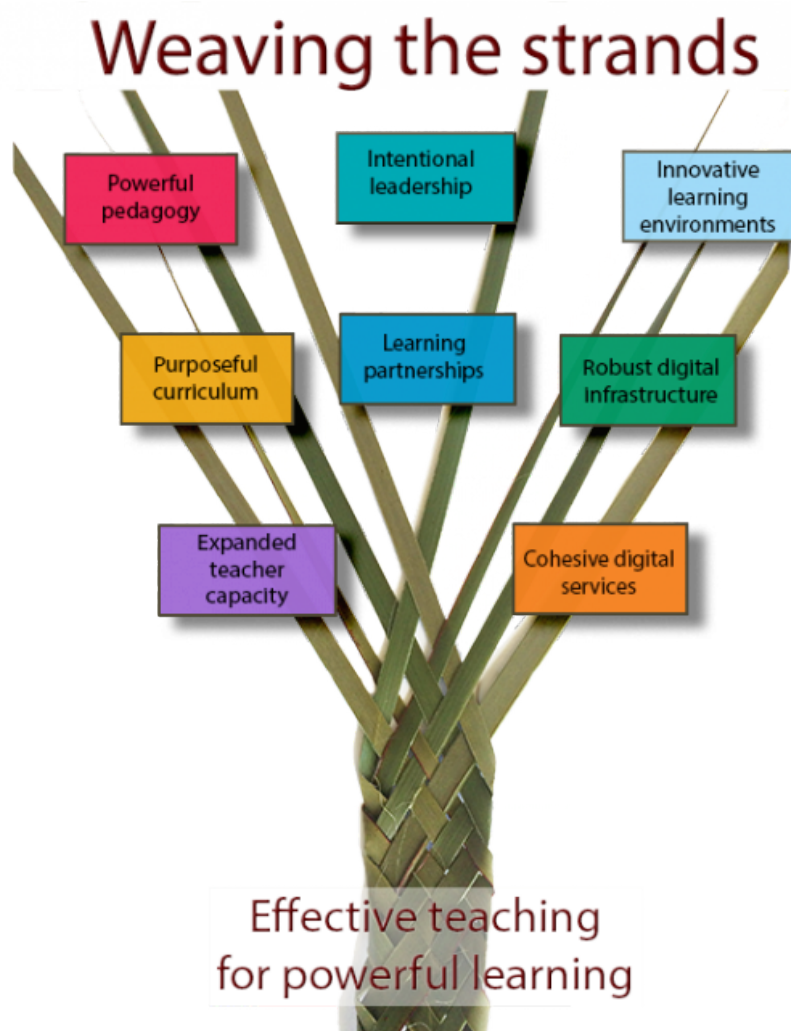 Weaving the strands
Powerful
pedagogy
Intentional
leadership
Innovative
learning
environments
Purposeful
curriculum
Learning
partnerships
Robust digital
infrastructure
Expanded
teacher
capacity
Cohesive digital
services
Effective teaching
for powerful learning